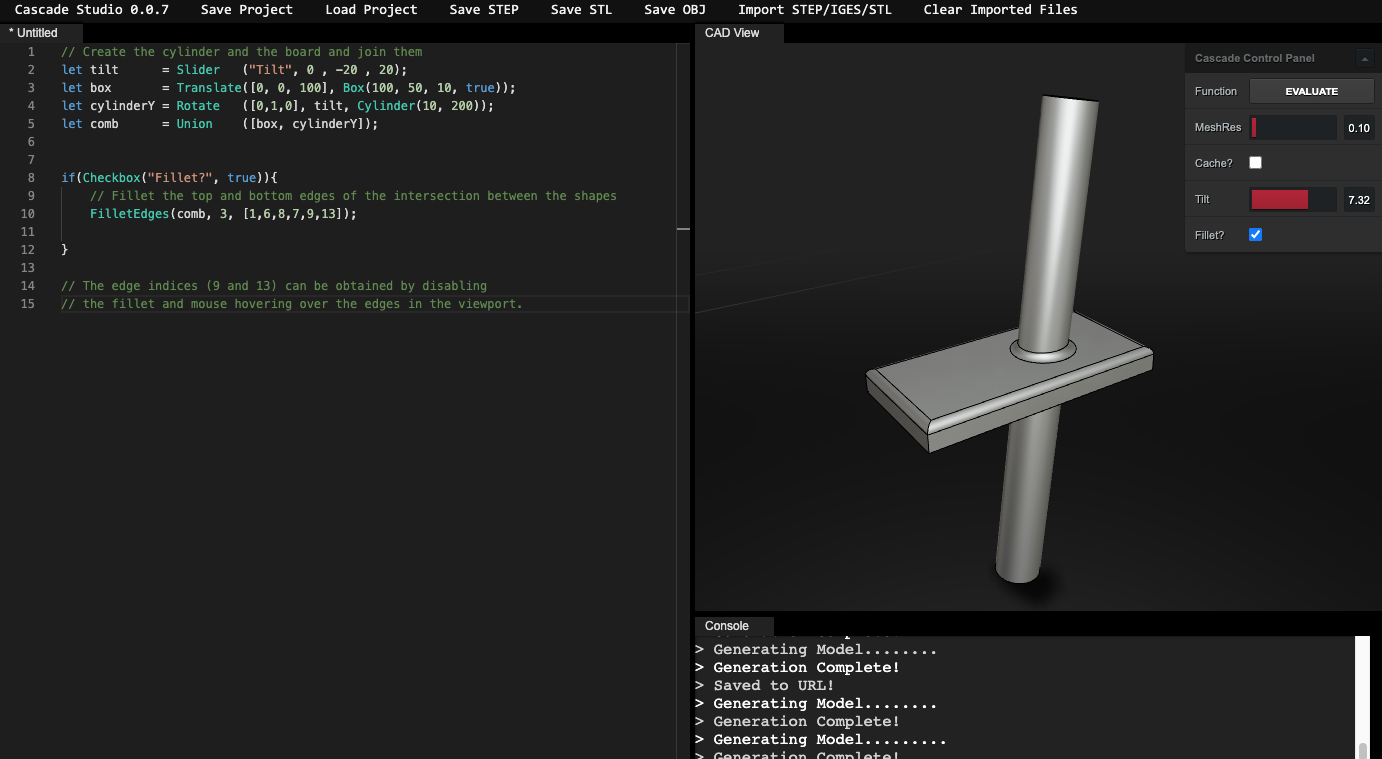 Cascade Studio 0.0.7 Save Project Load Project Save STEP Save STL Save OBJ Import STEP/IGES/STL Clear Imported Files
* Untitled
1 // Create the cylinder and the board and join them
2 let tilt      = Slider   ("Tilt", 0 , -20 , 20);
3 let box       = Translate([0, 0, 100], Box(100, 50, 10, true));
4 let cylinderY = Rotate   ([0,1,0], tilt, Cylinder(10, 200));
5 let comb      = Union    ([box, cylinderY]);
6
7
8 if(Checkbox("Fillet?", true)){
9     // Fillet the top and bottom edges of the intersection between the shapes
10     FilletEdges(comb, 3, [1,6,8,7,9,13]);
11
12 }
13
14 // The edge indices (9 and 13) can be obtained by disabling
15 // the fillet and mouse hovering over the edges in the viewport.
CAD View
Cascade Control Panel
Function EVALUATE
MeshRes 0.10
Cache?
Tilt 7.32
Fillet?
Console
> Generating Model........
> Generation Complete!
> Saved to URL!
> Generating Model........
> Generation Complete!
> Generating Model.........
> Generation Complete!